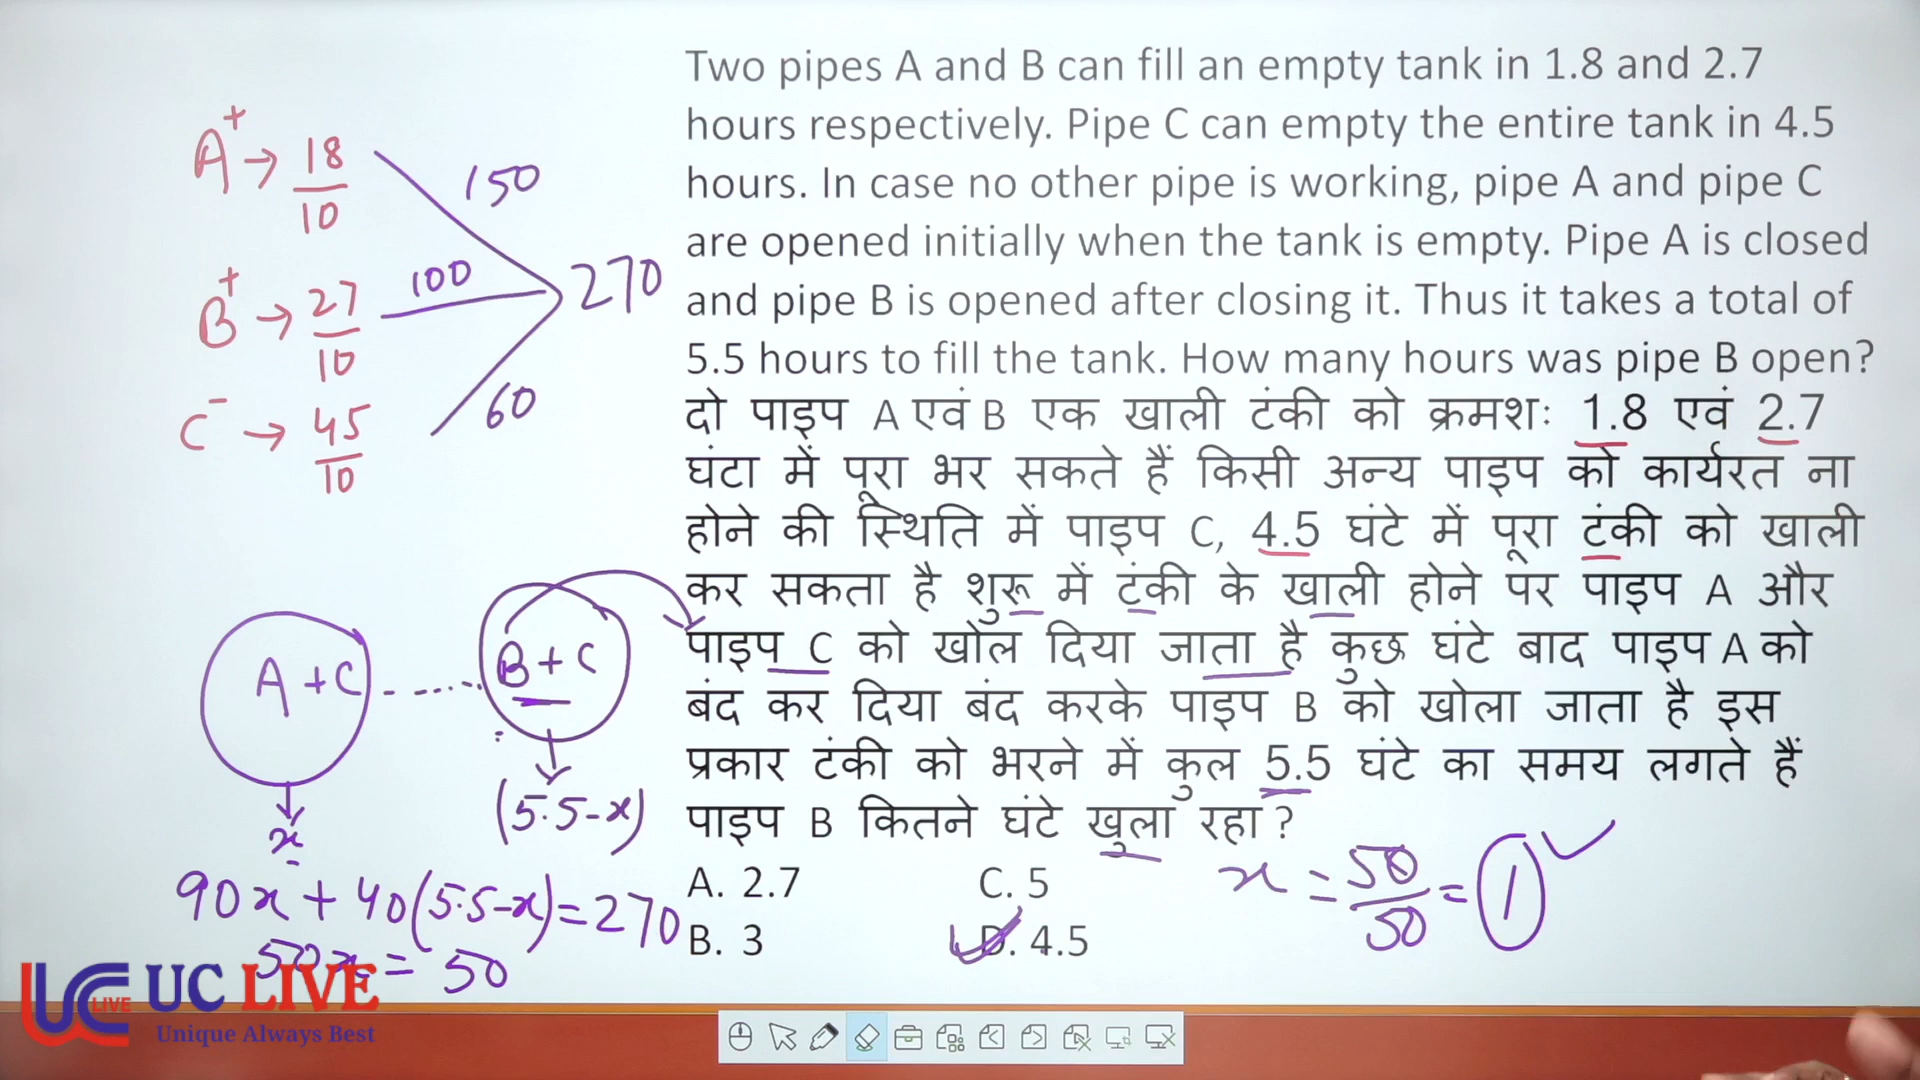 Two pipes A and B can fill an empty tank in 1.8 and 2.7
hours respectively. Pipe C can empty the entire tank in 4.5
hours. In case no other pipe is working, pipe A and pipe C
are opened initially when the tank is empty. Pipe A is closed
and pipe B is opened after closing it. Thus it takes a total of
5.5 hours to fill the tank. How many hours was pipe B open?
दो पाइप A एवं B एक खाली टंकी को क्रमशः 1.8 एवं 2.7
घंटा में पूरा भर सकते हैं किसी अन्य पाइप को कार्यरत ना
होने की स्थिति में पाइप C, 4.5 घंटे में पूरा टंकी को खाली
कर सकता है शुरू में टंकी के खाली होने पर पाइप A और
पाइप C को खोल दिया जाता है कुछ घंटे बाद पाइप A को
बंद कर दिया बंद करके पाइप B को खोला जाता है इस
प्रकार टंकी को भरने में कुल 5.5 घंटे का समय लगते हैं
पाइप B कितने घंटे खुला रहा ?
A. 2.7
C. 5
B. 3
D. 4.5
A+ → 18/10
150
B+ → 27/10
100
270
C- → 45/10
60
A + C
B + C
x
(5.5-x)
90x + 40(5.5-x) = 270
50x = 50
x = 50/50 = 1
UC LIVE
UC LIVE
Unique Always Best